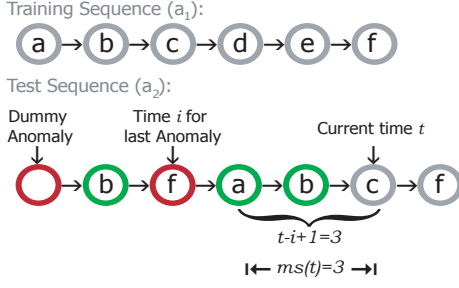 Training Sequence (a1):
a b c d e f
Test Sequence (a2):
Dummy Anomaly
Time i for last Anomaly
Current time t
b f a b c f
t-i+1=3
ms(t)=3